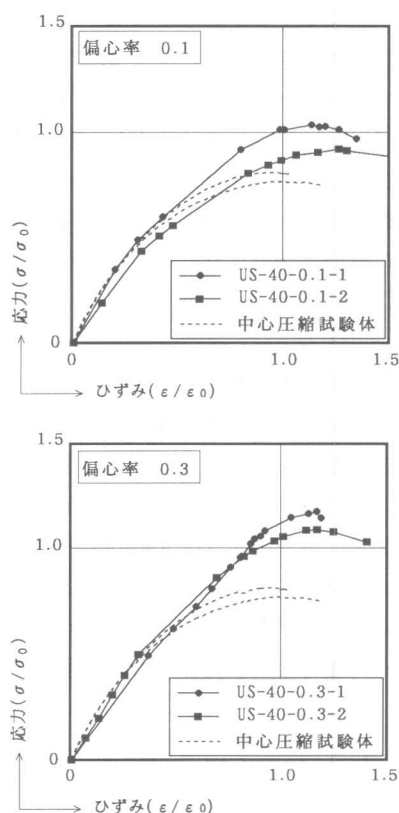 1.5
偏心率 0.1
1.0
応力(σ/σ₀)
US-40-0.1-1
US-40-0.1-2
中心圧縮試験体
0
0
1.0
1.5
ひずみ(ε/ε₀)
1.5
偏心率 0.3
1.0
応力(σ/σ₀)
US-40-0.3-1
US-40-0.3-2
中心圧縮試験体
0
0
1.0
1.5
ひずみ(ε/ε₀)